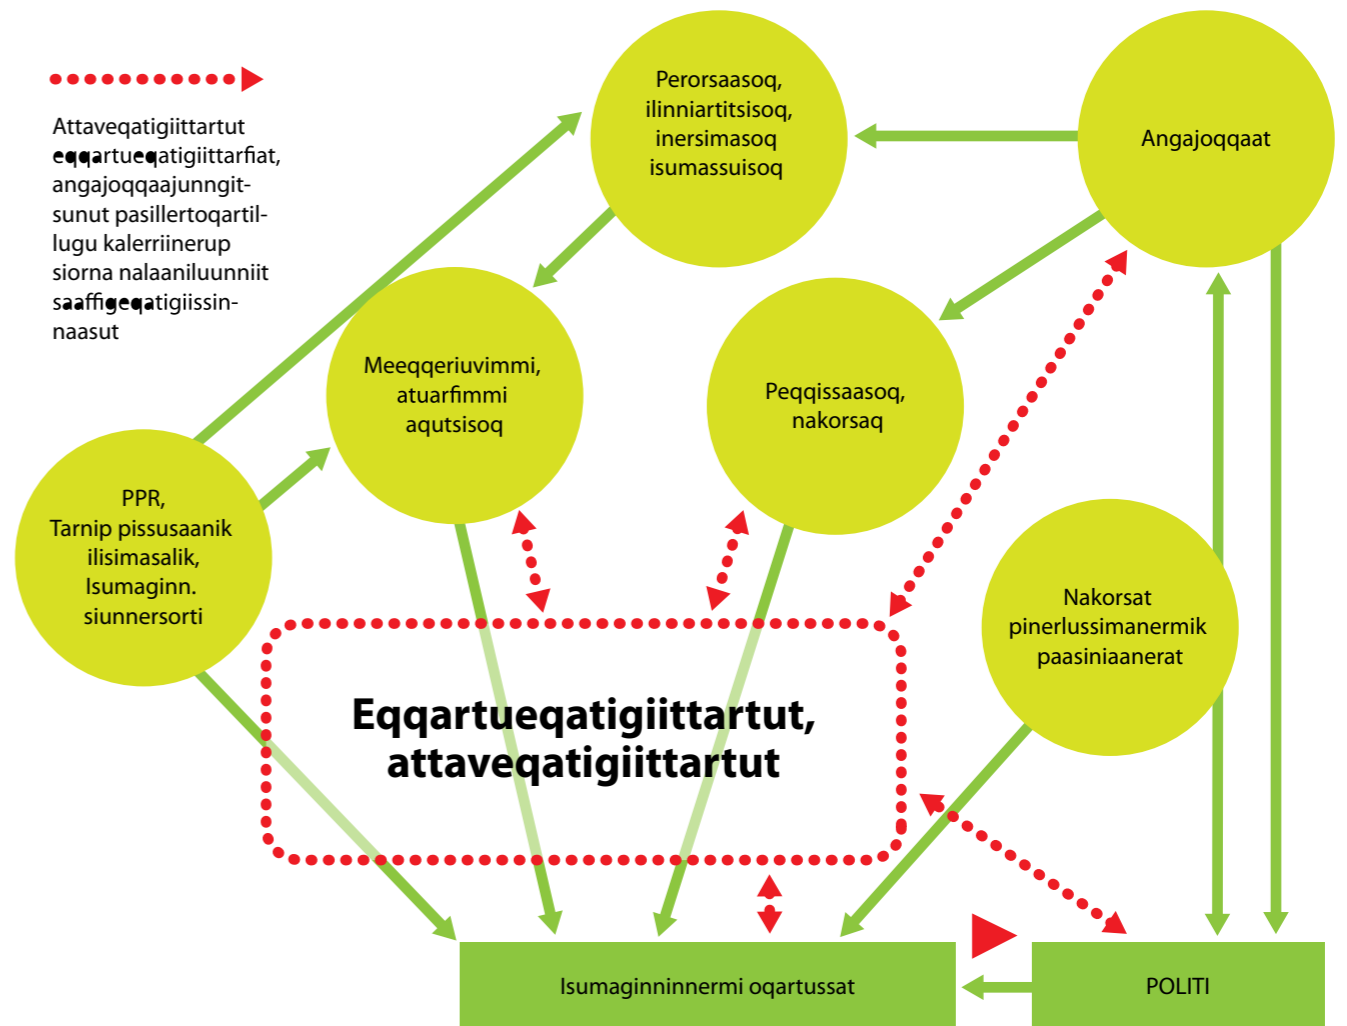 Attaveqatigiittartut
eqqartueqatigiittarfiat,
angajoqqaajunngit-
sunut pasillertoqartil-
lugu kalerriinerup
siorna nalaaniluunniit
saaffigeqatigiissin-
naasut
Perorsaasoq,
ilinniartitsisoq,
inersimasoq
isumassuisoq
Angajoqqaat
Meeqqeriuvimmi,
atuarfimmi
aqutsisoq
Peqqissaasoq,
nakorsaq
PPR,
Tarnip pissusaanik
ilisimasalik,
Isumaginn.
siunnersorti
Nakorsat
pinerlussimanermik
paasiniaanerat
Eqqartueqatigiittartut,
attaveqatigiittartut
Isumaginninnermi oqartussat
POLITI